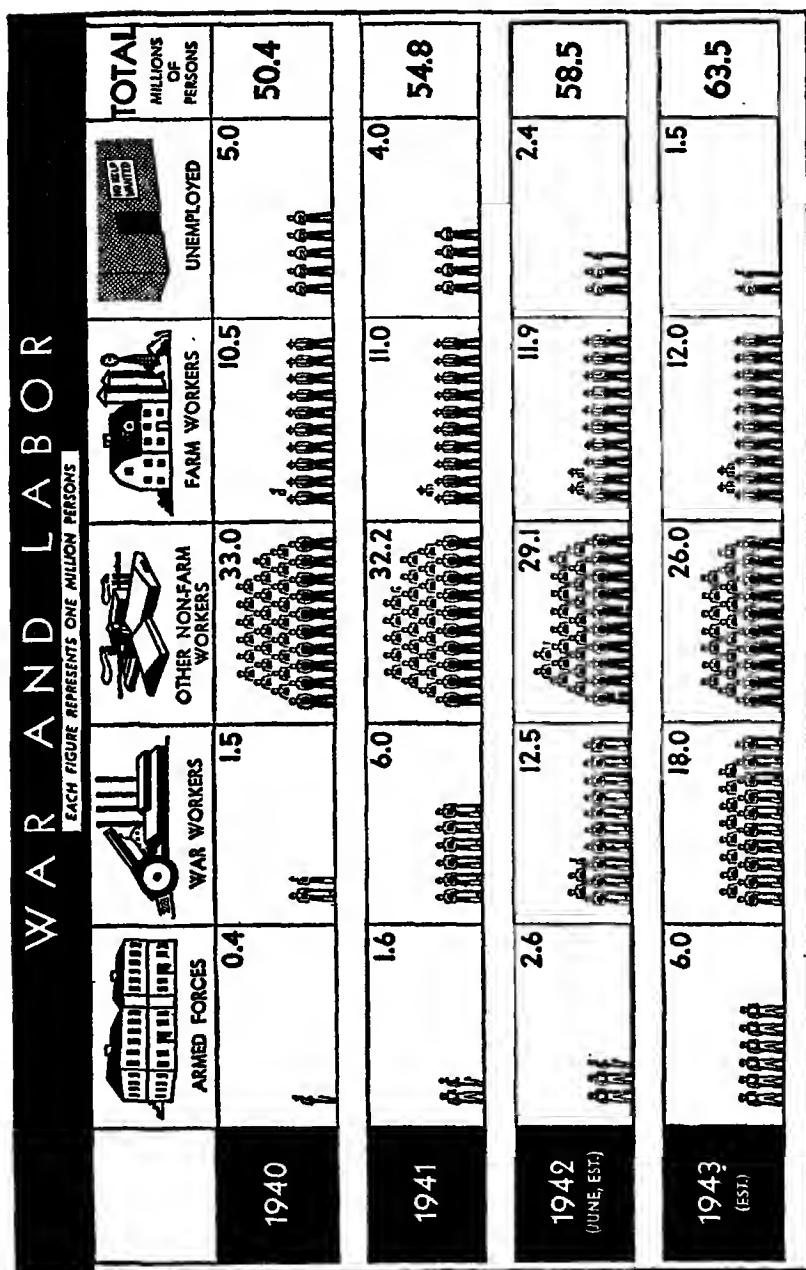 WAR AND LABOR
EACH FIGURE REPRESENTS ONE MILLION PERSONS
ARMED FORCES
WAR WORKERS
OTHER NON-FARM
WORKERS
FARM WORKERS
NO HELP
WANTED
UNEMPLOYED
TOTAL
MILLIONS
OF
PERSONS
1940 0.4 1.5 33.0 10.5 5.0 50.4
1941 1.6 6.0 32.2 11.0 4.0 54.8
1942 2.6 12.5 29.1 11.9 2.4 58.5
(JUNE, EST.)
1943 6.0 18.0 26.0 12.0 1.5 63.5
(EST.)